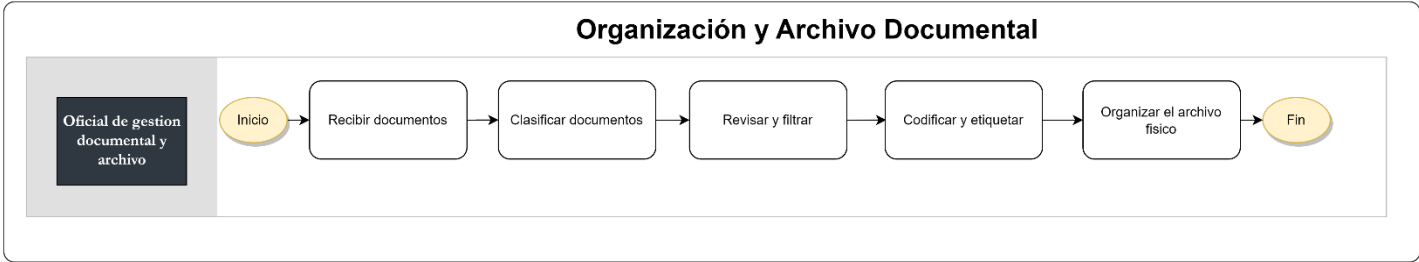 Organización y Archivo Documental
Oficial de gestion
documental y
archivo
Inicio
Recibir documentos
Clasificar documentos
Revisar y filtrar
Codificar y etiquetar
Organizar el archivo
fisico
Fin